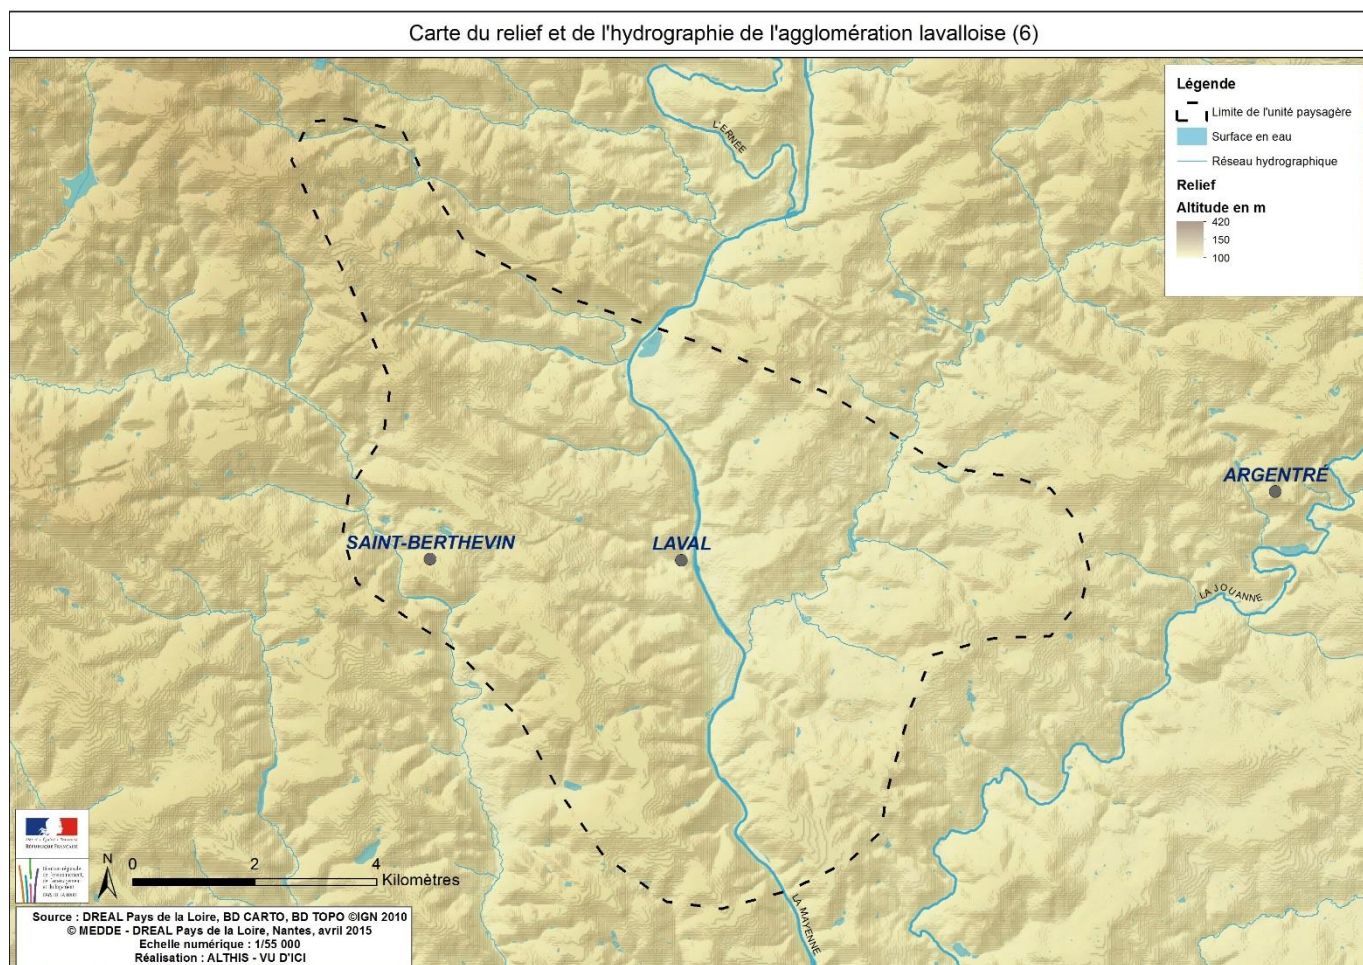 Carte du relief et de l'hydrographie de l'agglomération lavalloise (6)
Légende
Limite de l'unité paysagère
Surface en eau
Réseau hydrographique
Relief
Altitude en m
420
150
100
L'ERNÉE
ARGENTRÉ
SAINT-BERTHEVIN
LAVAL
LA JOUANNE
LA MAYENNE
RÉPUBLIQUE FRANÇAISE
N
0 2 4
Kilomètres
Source : DREAL Pays de la Loire, BD CARTO, BD TOPO ©IGN 2010
© MEDDE - DREAL Pays de la Loire, Nantes, avril 2015
Echelle numérique : 1/55 000
Réalisation : ALTHIS - VU D'ICI